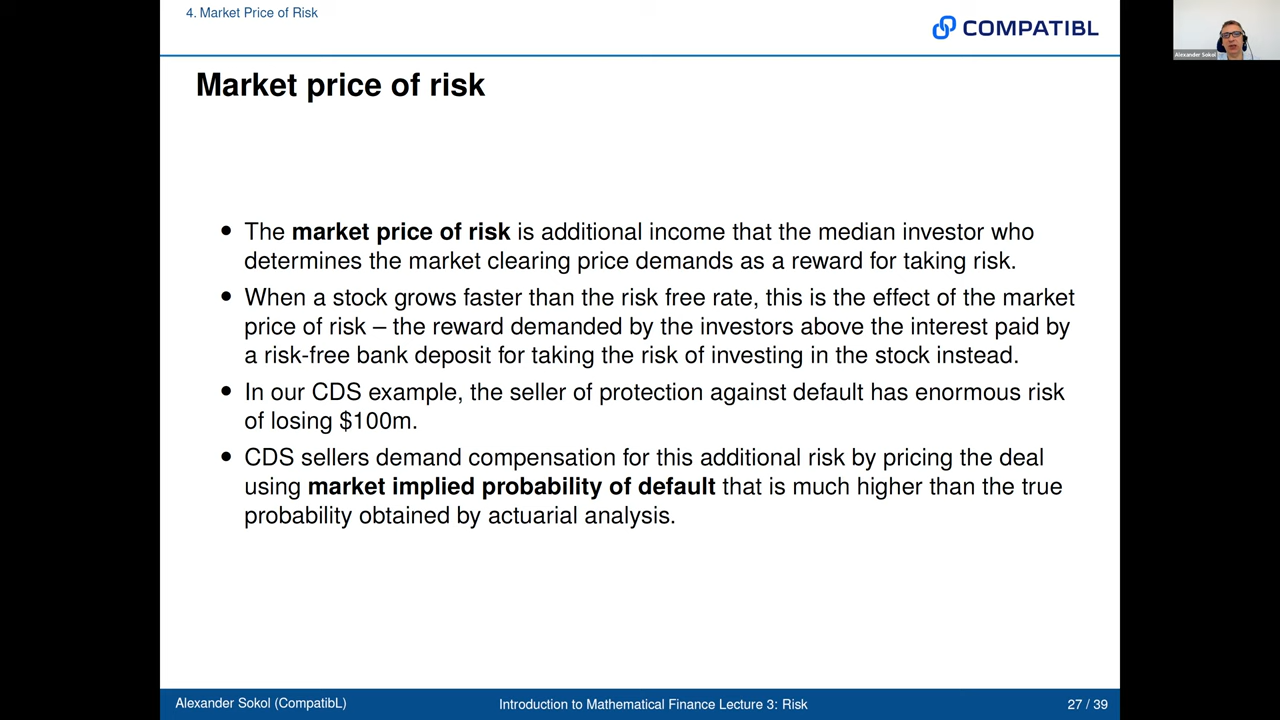 4. Market Price of Risk
COMPATIBL
Alexander Sokol
Market price of risk
• The market price of risk is additional income that the median investor who
determines the market clearing price demands as a reward for taking risk.
• When a stock grows faster than the risk free rate, this is the effect of the market
price of risk – the reward demanded by the investors above the interest paid by
a risk-free bank deposit for taking the risk of investing in the stock instead.
• In our CDS example, the seller of protection against default has enormous risk
of losing $100m.
• CDS sellers demand compensation for this additional risk by pricing the deal
using market implied probability of default that is much higher than the true
probability obtained by actuarial analysis.
Alexander Sokol (CompatibL)
Introduction to Mathematical Finance Lecture 3: Risk
27 / 39